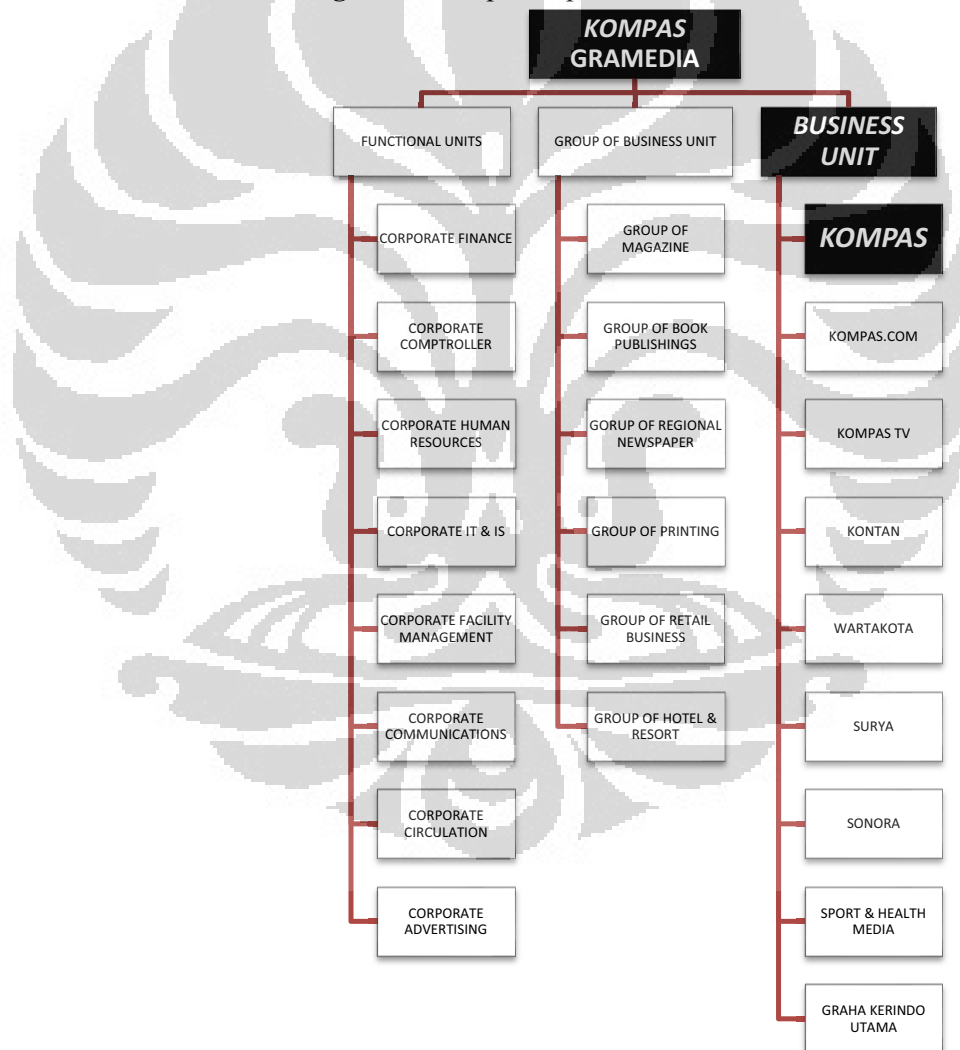 KOMPAS
GRAMEDIA
FUNCTIONAL UNITS
CORPORATE FINANCE
CORPORATE
COMPTROLLER
CORPORATE HUMAN
RESOURCES
CORPORATE IT & IS
CORPORATE FACILITY
MANAGEMENT
CORPORATE
COMMUNICATIONS
CORPORATE
CIRCULATION
CORPORATE
ADVERTISING
GROUP OF BUSINESS UNIT
GROUP OF
MAGAZINE
GROUP OF BOOK
PUBLISHINGS
GORUP OF REGIONAL
NEWSPAPER
GROUP OF PRINTING
GROUP OF RETAIL
BUSINESS
GROUP OF HOTEL &
RESORT
BUSINESS
UNIT
KOMPAS
KOMPAS.COM
KOMPAS TV
KONTAN
WARTAKOTA
SURYA
SONORA
SPORT & HEALTH
MEDIA
GRAHA KERINDO
UTAMA